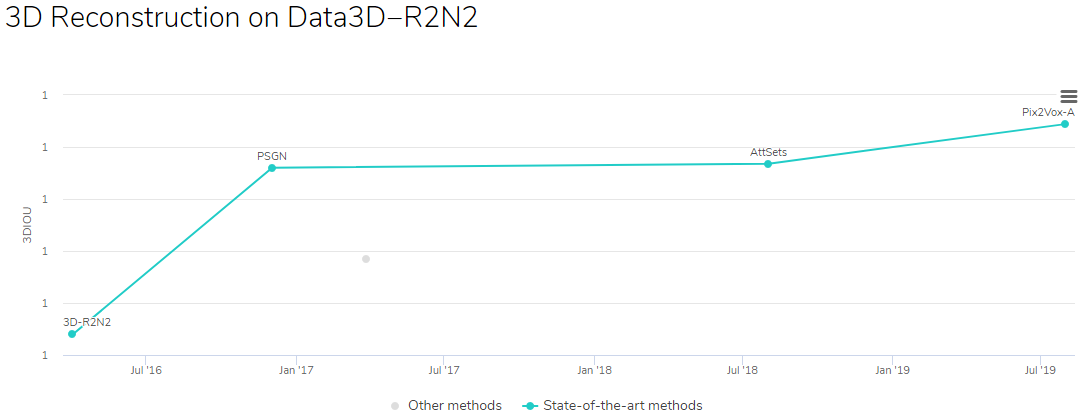 3D Reconstruction on Data3D−R2N2
1
Pix2Vox-A
1
PSGN
AttSets
1
3DIOU
1
1
3D-R2N2
1
Jul '16
Jan '17
Jul '17
Jan '18
Jul '18
Jan '19
Jul '19
Other methods
State-of-the-art methods